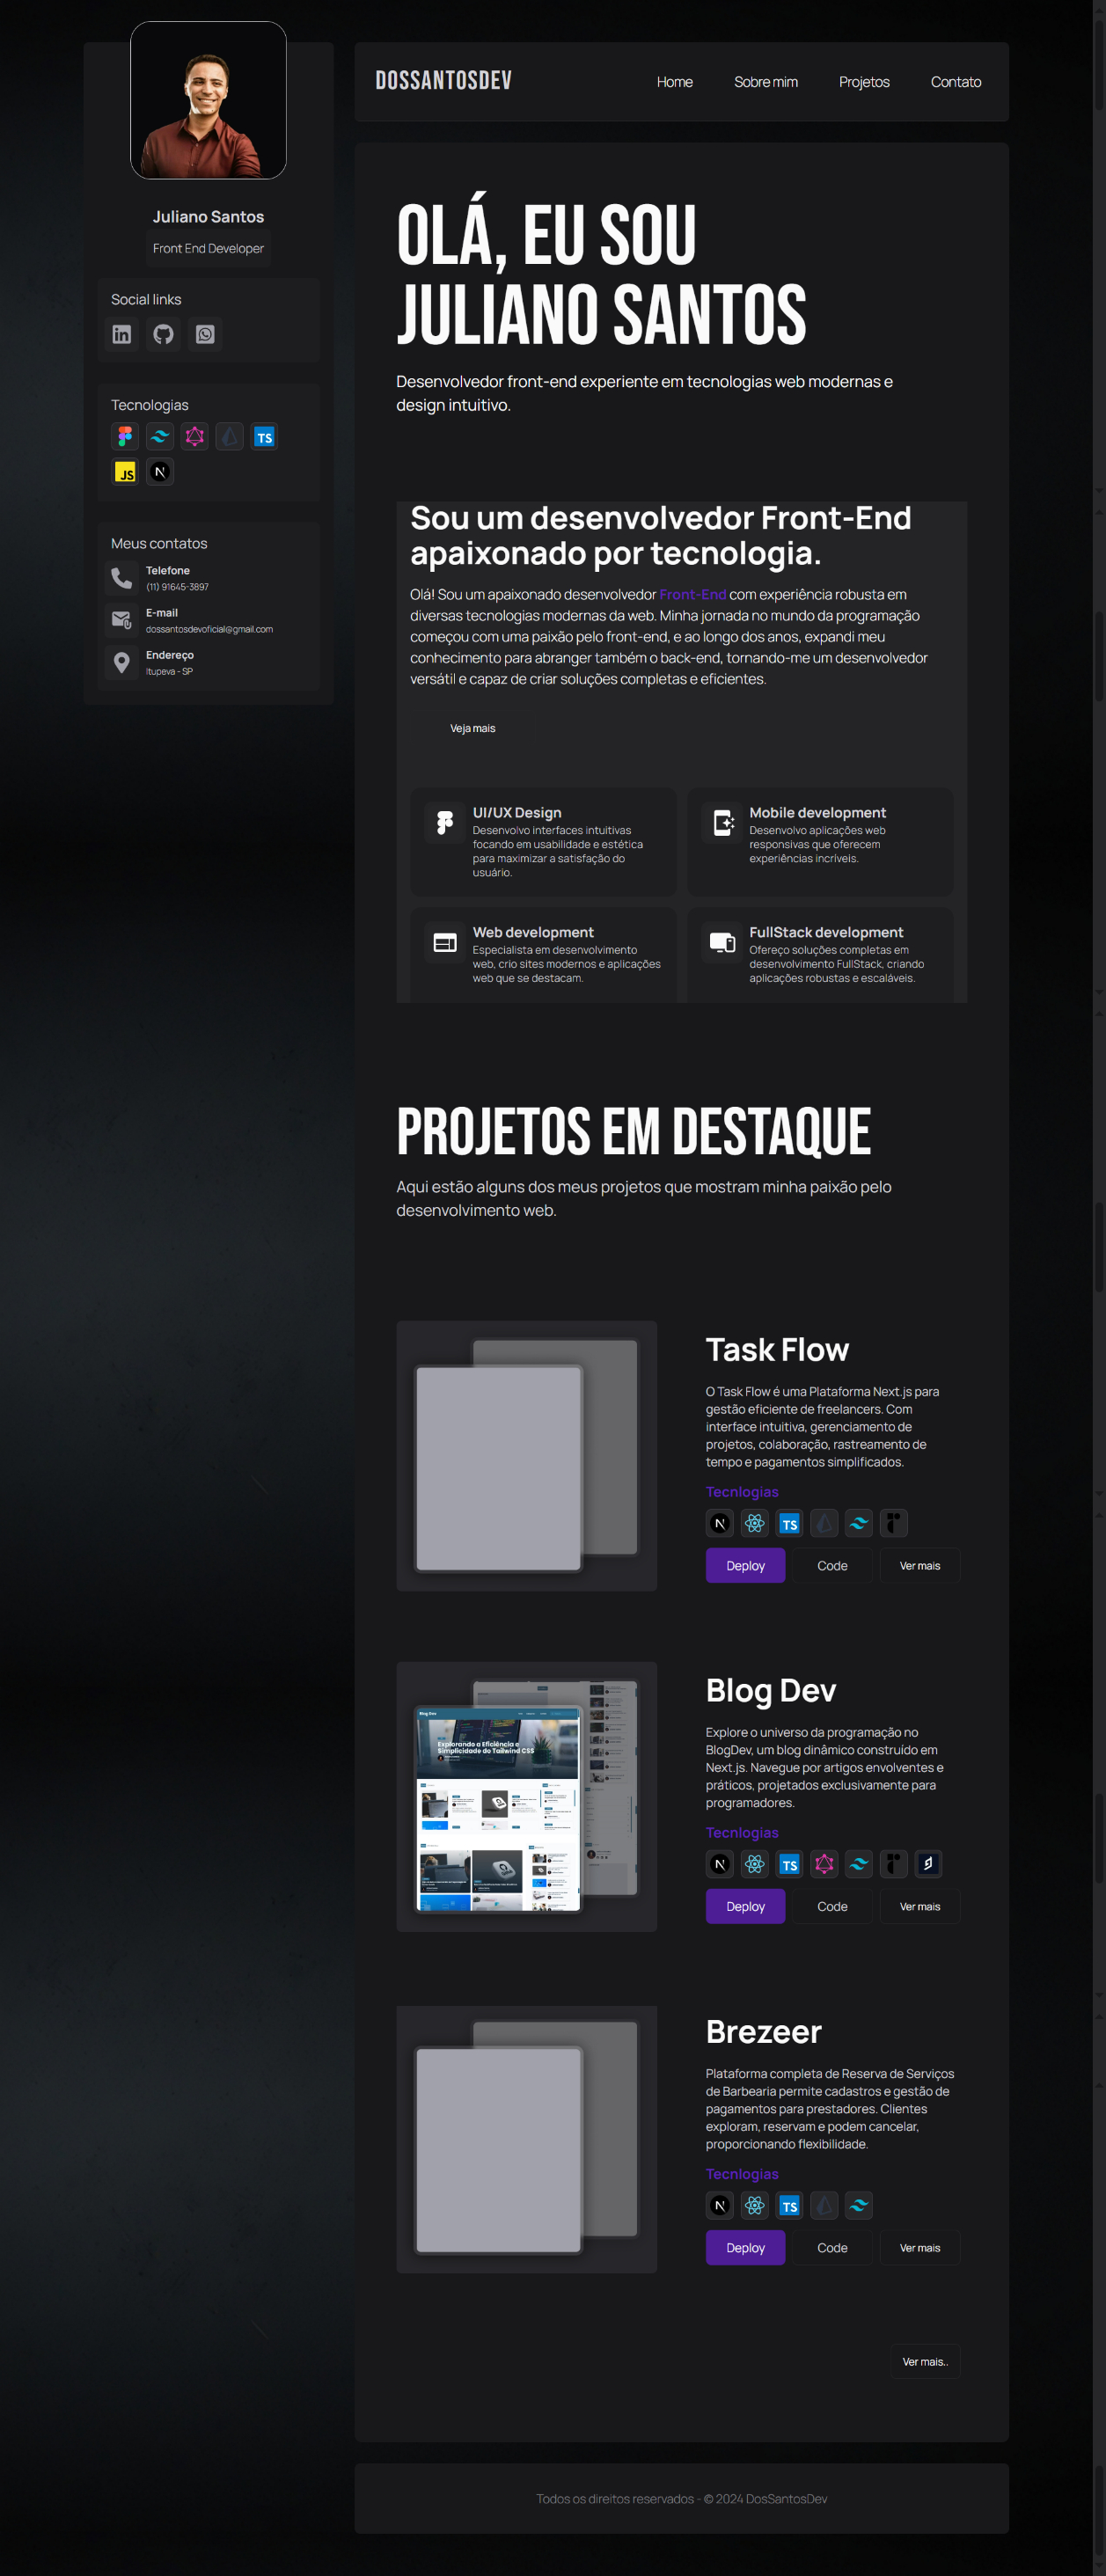 Juliano Santos
Front End Developer
Social links
Tecnologias
TS
JS
N
Meus contatos
Telefone
(11) 91645-3897
E-mail
dossantosdevoficial@gmail.com
Endereço
Itupeva - SP
DOSSANTOSDEV
Home
Sobre mim
Projetos
Contato
OLÁ, EU SOU
JULIANO SANTOS
Desenvolvedor front-end experiente em tecnologias web modernas e
design intuitivo.
Sou um desenvolvedor Front-End
apaixonado por tecnologia.
Olá! Sou um apaixonado desenvolvedor Front-End com experiência robusta em
diversas tecnologias modernas da web. Minha jornada no mundo da programação
começou com uma paixão pelo front-end, e ao longo dos anos, expandi meu
conhecimento para abranger também o back-end, tornando-me um desenvolvedor
versátil e capaz de criar soluções completas e eficientes.
Veja mais
UI/UX Design
Desenvolvo interfaces intuitivas
focando em usabilidade e estética
para maximizar a satisfação do
usuário.
Mobile development
Desenvolvo aplicações web
responsivas que oferecem
experiências incríveis.
Web development
Especialista em desenvolvimento
web, crio sites modernos e aplicações
web que se destacam.
FullStack development
Ofereço soluções completas em
desenvolvimento FullStack, criando
aplicações robustas e escaláveis.
PROJETOS EM DESTAQUE
Aqui estão alguns dos meus projetos que mostram minha paixão pelo
desenvolvimento web.
Task Flow
O Task Flow é uma Plataforma Next.js para
gestão eficiente de freelancers. Com
interface intuitiva, gerenciamento de
projetos, colaboração, rastreamento de
tempo e pagamentos simplificados.
Tecnlogias
N
TS
Deploy
Code
Ver mais
Blog Dev
Explorando a Eficiência e
Simplicidade do Tailwind CSS
Blog Dev
Explore o universo da programação no
BlogDev, um blog dinâmico construído em
Next.js. Navegue por artigos envolventes e
práticos, projetados exclusivamente para
programadores.
Tecnlogias
N
TS
Deploy
Code
Ver mais
Brezeer
Plataforma completa de Reserva de Serviços
de Barbearia permite cadastros e gestão de
pagamentos para prestadores. Clientes
exploram, reservam e podem cancelar,
proporcionando flexibilidade.
Tecnlogias
N
TS
Deploy
Code
Ver mais
Ver mais..
Todos os direitos reservados - © 2024 DosSantosDev